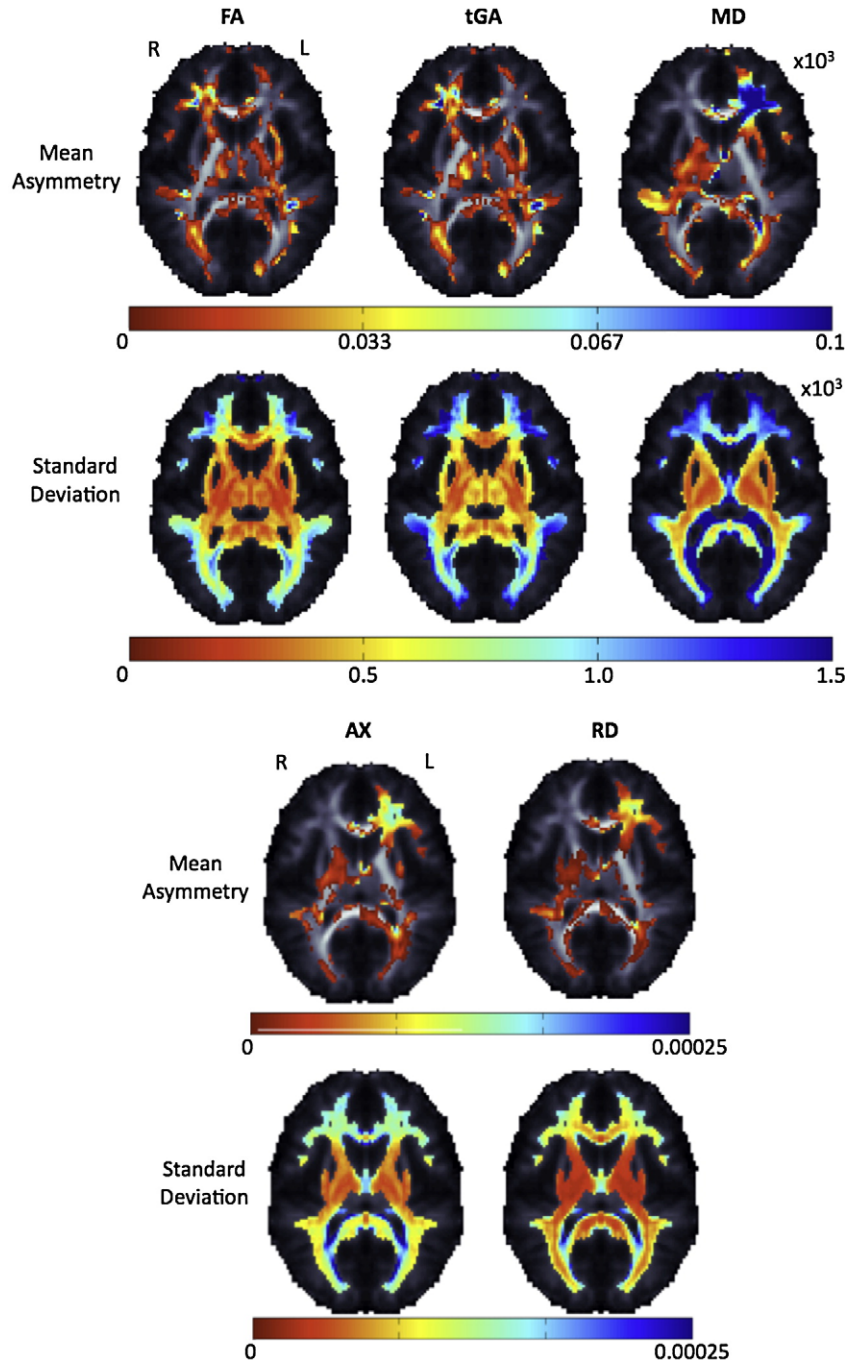 FA tGA MD
R L
x10³
Mean
Asymmetry
0 0.033 0.067 0.1
x10³
Standard
Deviation
0 0.5 1.0 1.5
AX RD
R L
Mean
Asymmetry
0 0.00025
Standard
Deviation
0 0.00025